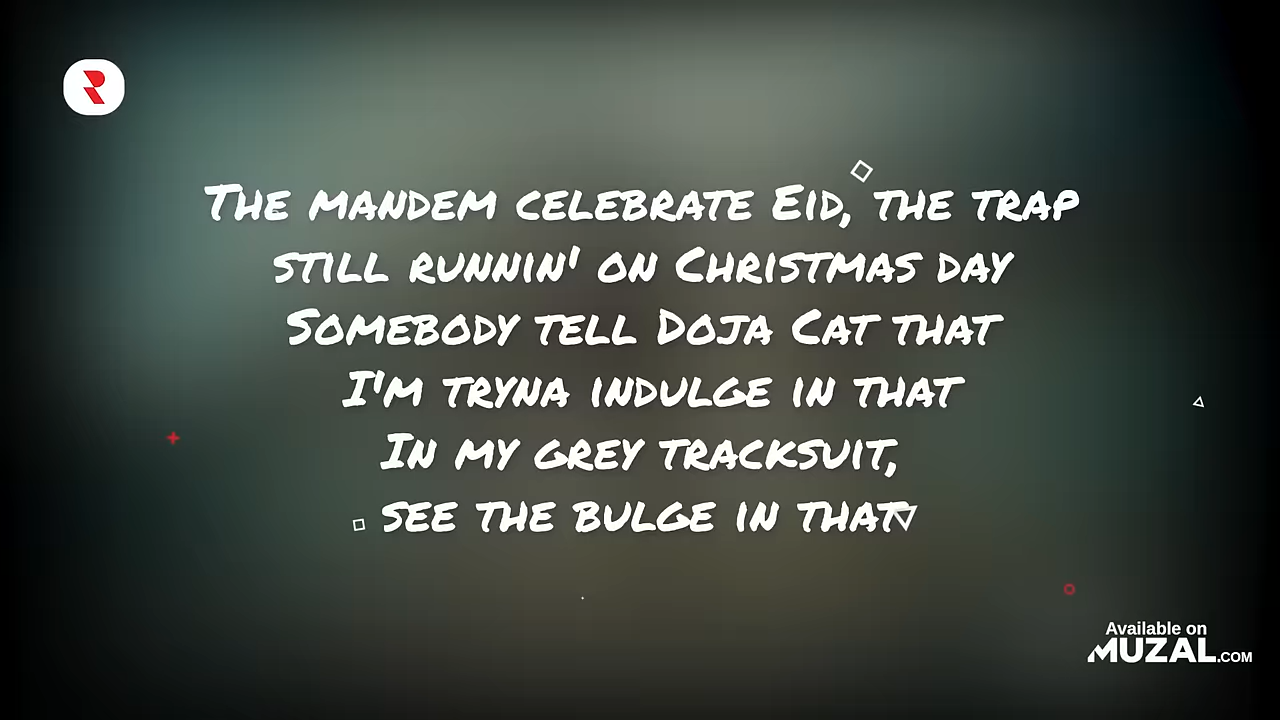 The mandem celebrate Eid, the trap
still runnin' on Christmas day
Somebody tell Doja Cat that
I'm tryna indulge in that
In my grey tracksuit,
see the bulge in that
Available on
MUZAL.COM